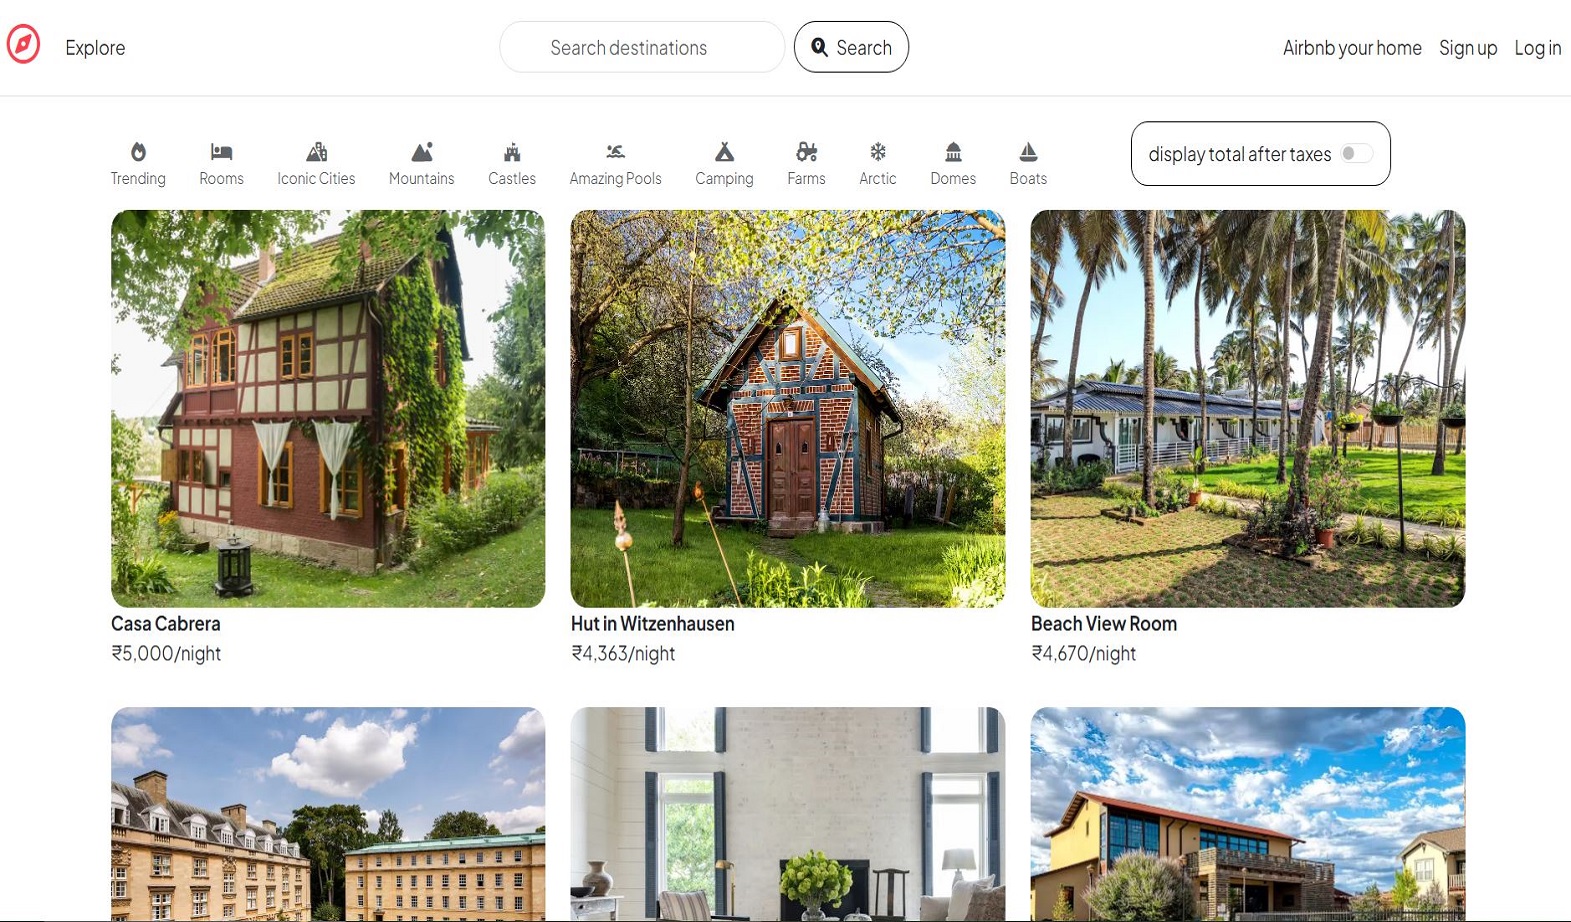 Explore
Search destinations
Search
Airbnb your home Sign up Log in
Trending Rooms Iconic Cities Mountains Castles Amazing Pools Camping Farms Arctic Domes Boats
display total after taxes
Casa Cabrera
₹5,000/night
Hut in Witzenhausen
₹4,363/night
Beach View Room
₹4,670/night